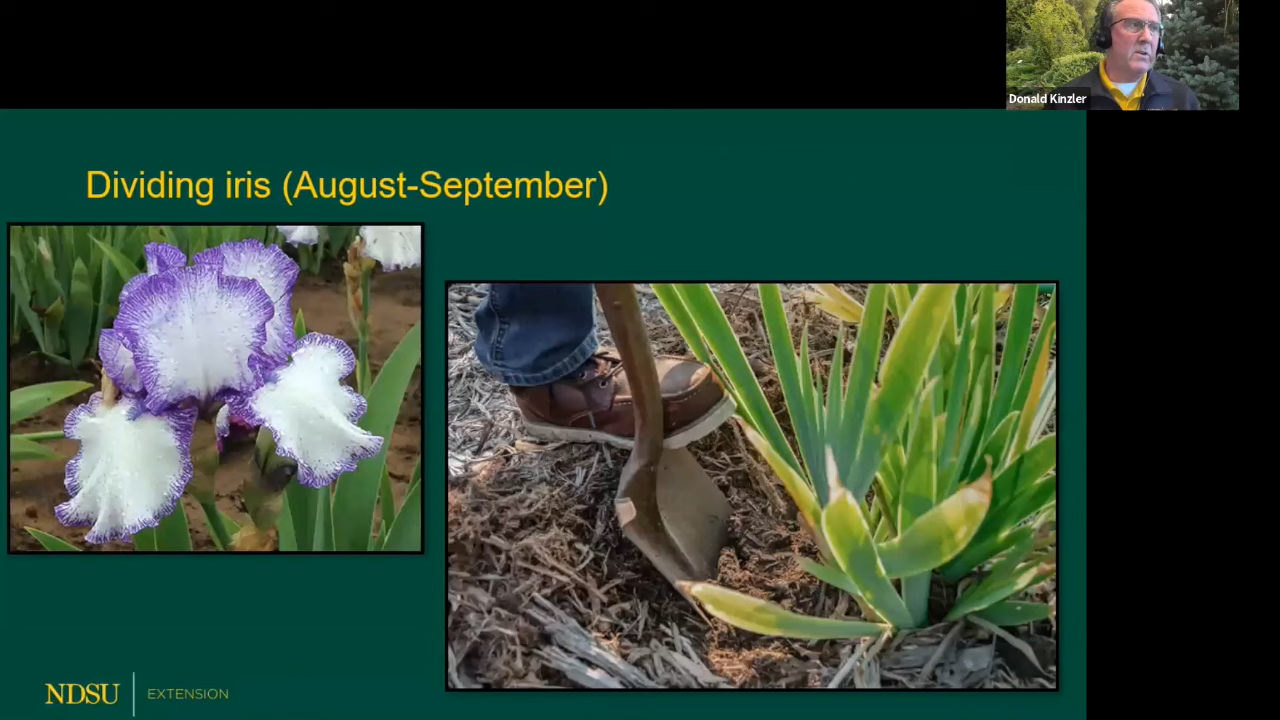 Donald Kinzler
Dividing iris (August-September)
NDSU EXTENSION